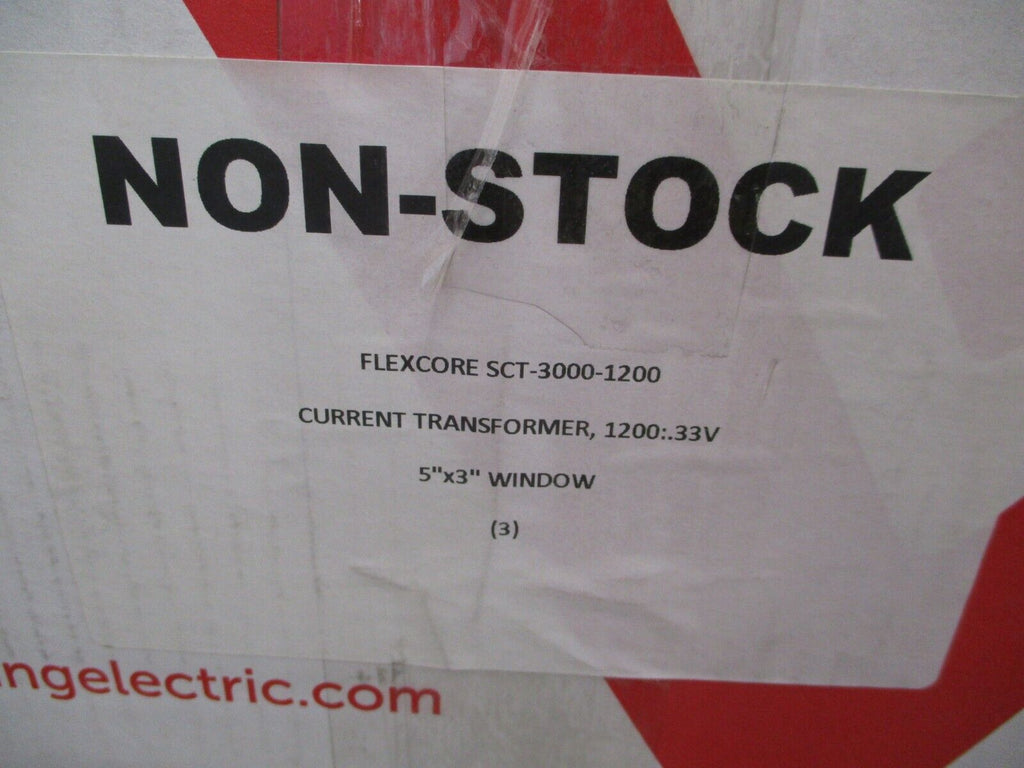 NON-STOCK
FLEXCORE SCT-3000-1200
CURRENT TRANSFORMER, 1200:.33V
5"x3" WINDOW
(3)
ngelectric.com